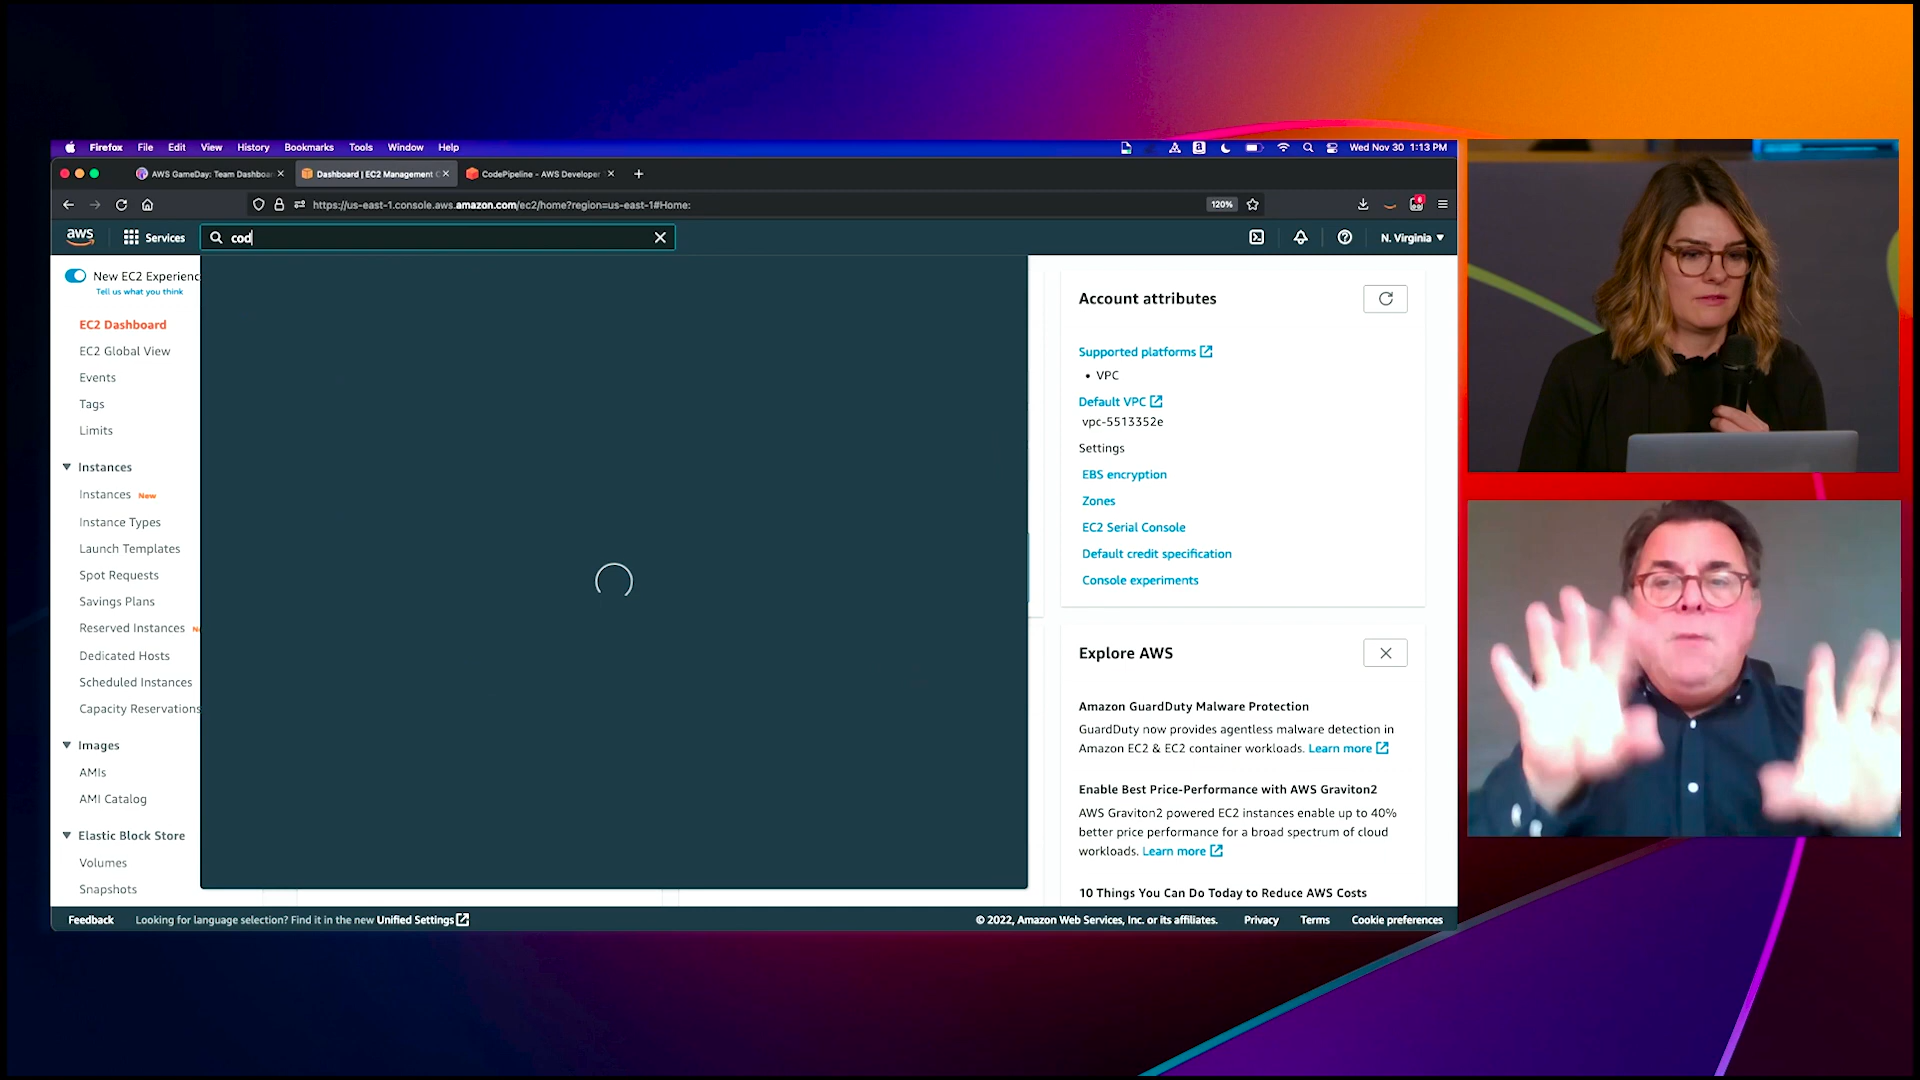 Firefox File Edit View History Bookmarks Tools Window Help
Wed Nov 30 1:13 PM
AWS GameDay: Team Dashboar
Dashboard | EC2 Management C
CodePipeline - AWS Developer
https://us-east-1.console.aws.amazon.com/ec2/home?region=us-east-1#Home:
120%
aws
Services
cod
N. Virginia
New EC2 Experienc
Tell us what you think
EC2 Dashboard
EC2 Global View
Events
Tags
Limits
Instances
Instances New
Instance Types
Launch Templates
Spot Requests
Savings Plans
Reserved Instances
Dedicated Hosts
Scheduled Instances
Capacity Reservations
Images
AMIs
AMI Catalog
Elastic Block Store
Volumes
Snapshots
Account attributes
Supported platforms
• VPC
Default VPC
vpc-5513352e
Settings
EBS encryption
Zones
EC2 Serial Console
Default credit specification
Console experiments
Explore AWS
Amazon GuardDuty Malware Protection
GuardDuty now provides agentless malware detection in
Amazon EC2 & EC2 container workloads. Learn more
Enable Best Price-Performance with AWS Graviton2
AWS Graviton2 powered EC2 instances enable up to 40%
better price performance for a broad spectrum of cloud
workloads. Learn more
10 Things You Can Do Today to Reduce AWS Costs
Feedback
Looking for language selection? Find it in the new Unified Settings
© 2022, Amazon Web Services, Inc. or its affiliates.
Privacy
Terms
Cookie preferences